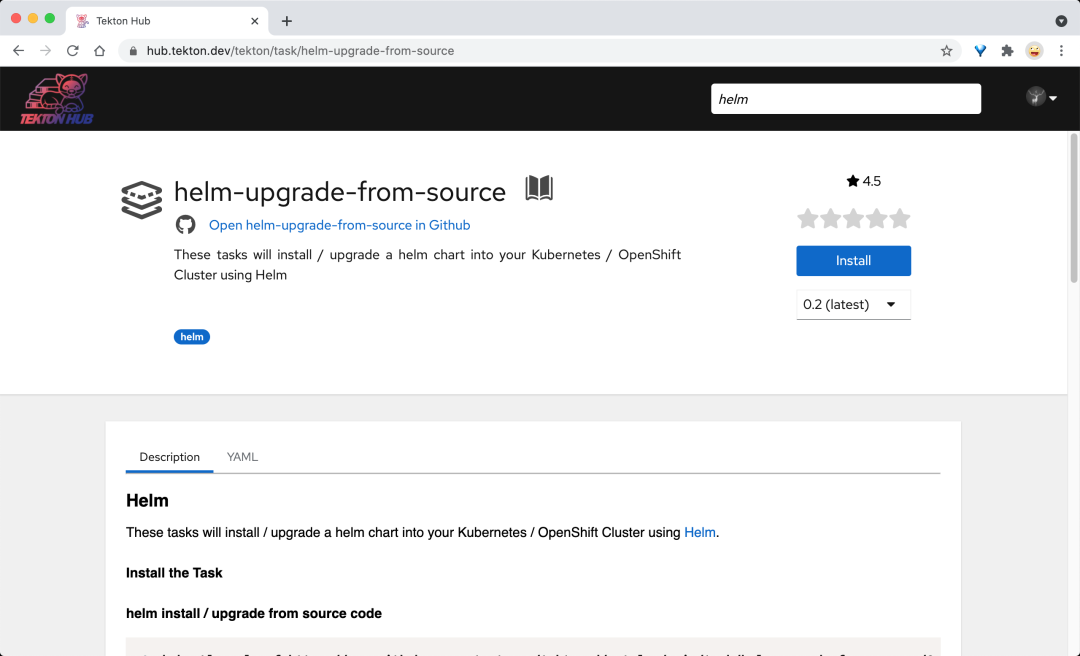 Tekton Hub
hub.tekton.dev/tekton/task/helm-upgrade-from-source
TEKTON HUB
helm
helm-upgrade-from-source
Open helm-upgrade-from-source in Github
These tasks will install / upgrade a helm chart into your Kubernetes / OpenShift
Cluster using Helm
helm
4.5
Install
0.2 (latest)
Description YAML
Helm
These tasks will install / upgrade a helm chart into your Kubernetes / OpenShift Cluster using Helm.
Install the Task
helm install / upgrade from source code